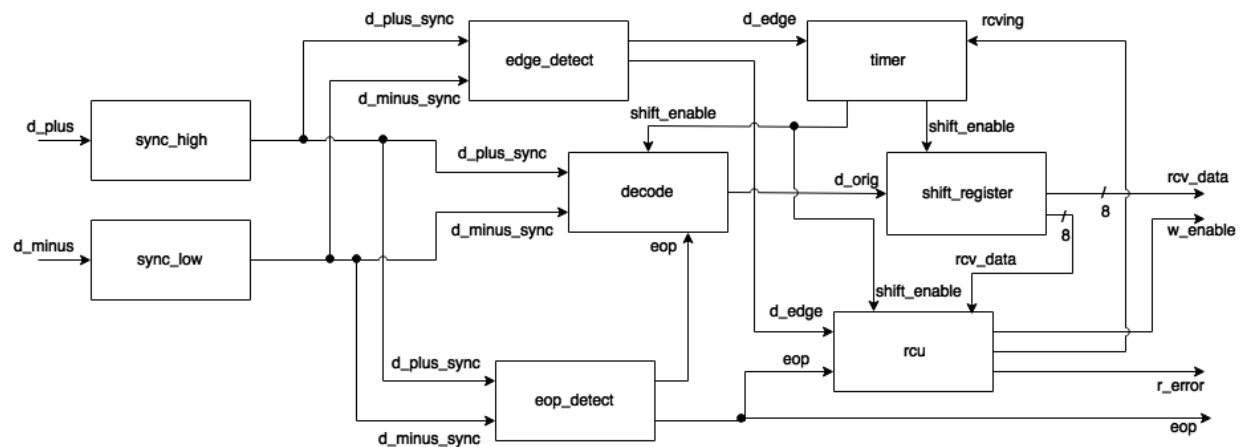 d_plus_sync
d_edge
rcving
edge_detect
timer
d_minus_sync
d_plus
sync_high
shift_enable
shift_enable
d_plus_sync
decode
d_orig
shift_register
rcv_data
8
d_minus
sync_low
d_minus_sync
eop
8
w_enable
rcv_data
shift_enable
d_edge
rcu
d_plus_sync
eop
eop_detect
r_error
d_minus_sync
eop